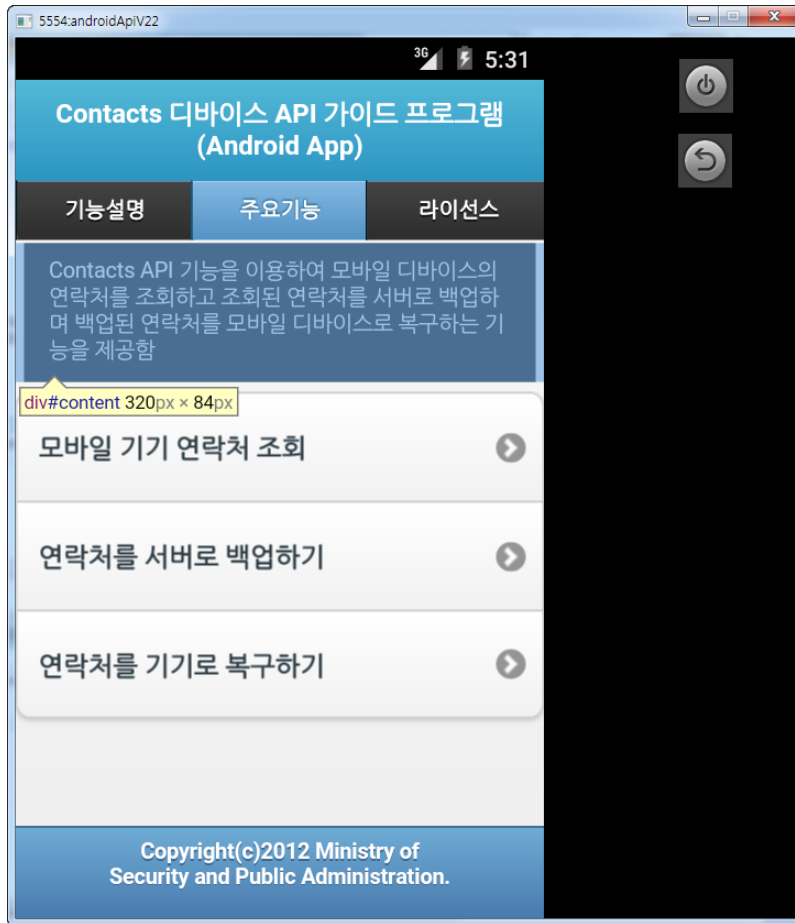 5554:androidApiV22
3G 5:31
Contacts 디바이스 API 가이드 프로그램
(Android App)
기능설명 주요기능 라이선스
Contacts API 기능을 이용하여 모바일 디바이스의
연락처를 조회하고 조회된 연락처를 서버로 백업하
며 백업된 연락처를 모바일 디바이스로 복구하는 기
능을 제공함
div#content 320px × 84px
모바일 기기 연락처 조회
연락처를 서버로 백업하기
연락처를 기기로 복구하기
Copyright(c)2012 Ministry of
Security and Public Administration.